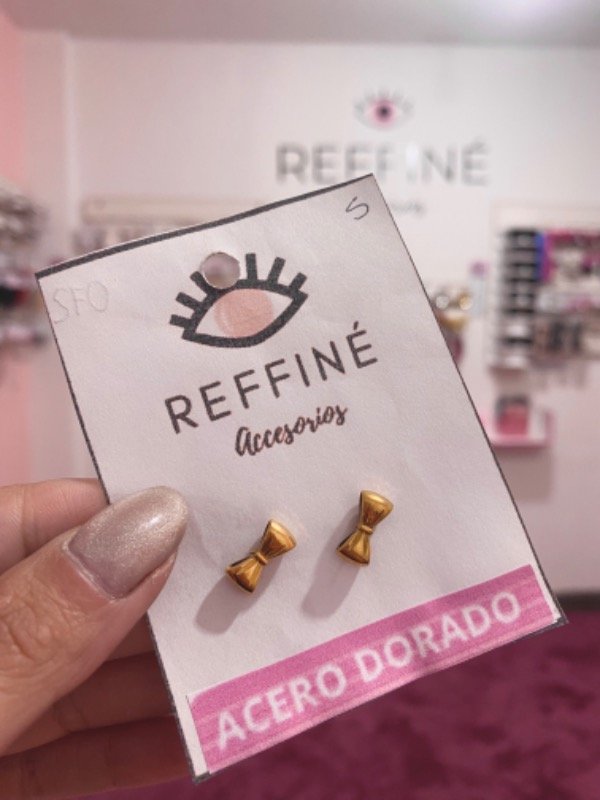 REFFINÉ
S
SFO
REFFINÉ
Accesorios
ACERO DORADO